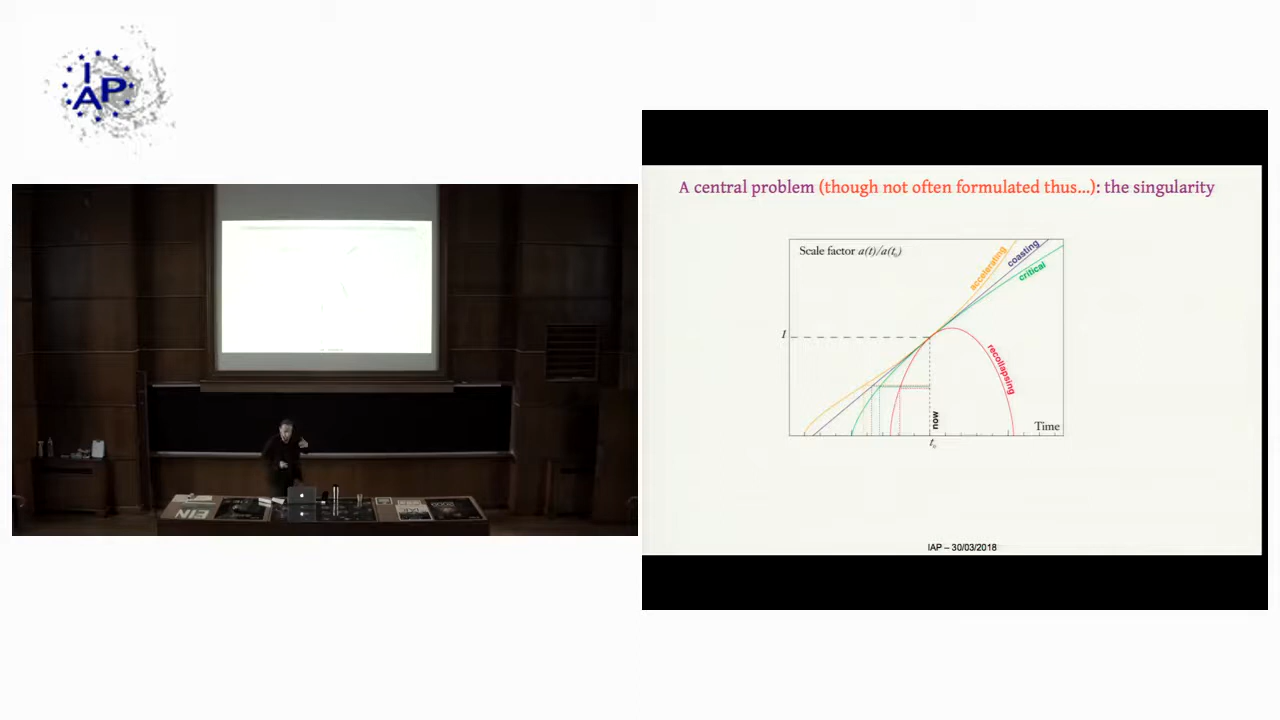 I
AP
A central problem (though not often formulated thus...): the singularity
Scale factor a(t)/a(t₀)
accelerating
coasting
critical
1
recollapsing
now
Time
t₀
IAP – 30/03/2018